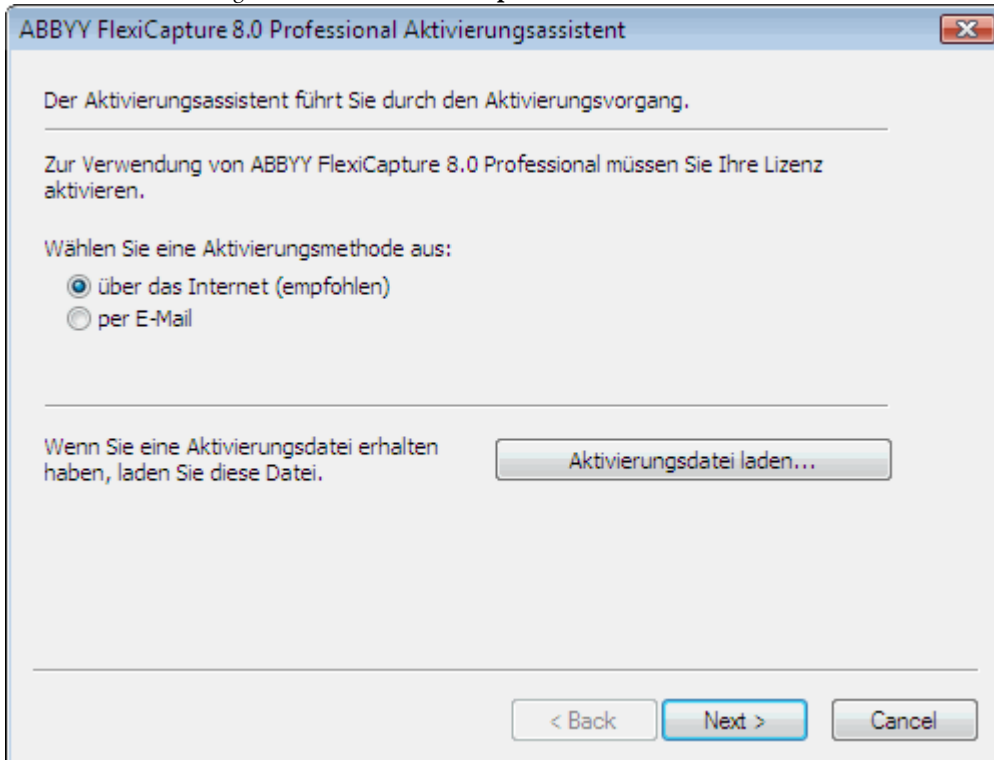 ABBYY FlexiCapture 8.0 Professional Aktivierungsassistent
Der Aktivierungsassistent führt Sie durch den Aktivierungsvorgang.
Zur Verwendung von ABBYY FlexiCapture 8.0 Professional müssen Sie Ihre Lizenz
aktivieren.
Wählen Sie eine Aktivierungsmethode aus:
über das Internet (empfohlen)
per E-Mail
Wenn Sie eine Aktivierungsdatei erhalten
haben, laden Sie diese Datei.
Aktivierungsdatei laden...
< Back
Next >
Cancel